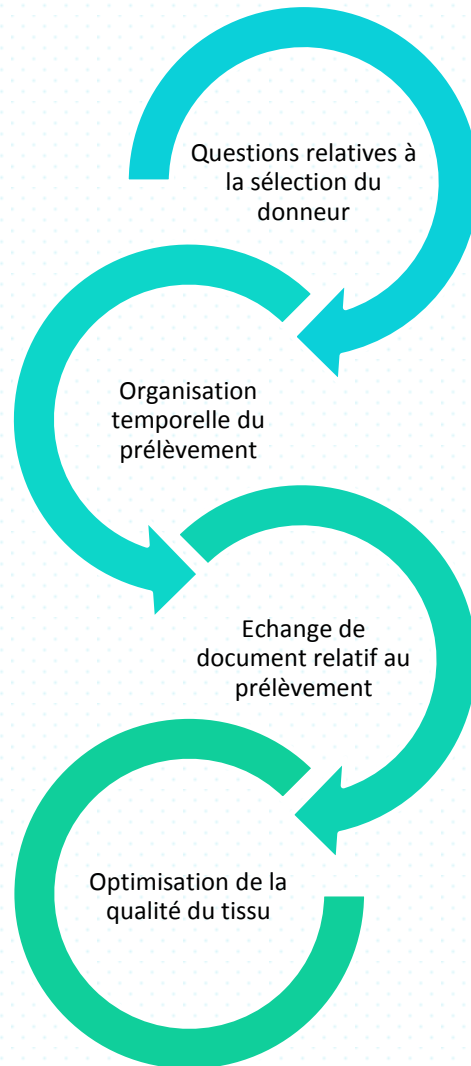 Questions relatives à
la sélection du
donneur
Organisation
temporelle du
prélèvement
Echange de
document relatif au
prélèvement
Optimisation de la
qualité du tissu